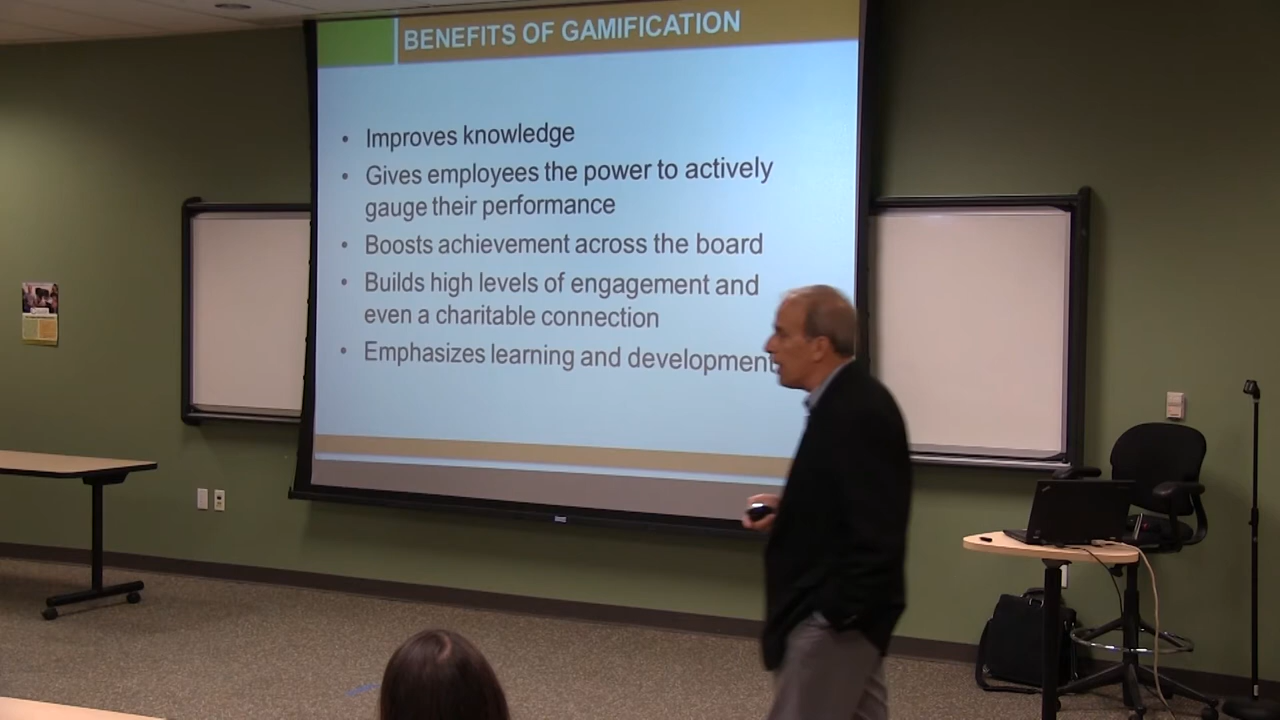 BENEFITS OF GAMIFICATION
• Improves knowledge
• Gives employees the power to actively
gauge their performance
• Boosts achievement across the board
• Builds high levels of engagement and
even a charitable connection
• Emphasizes learning and development